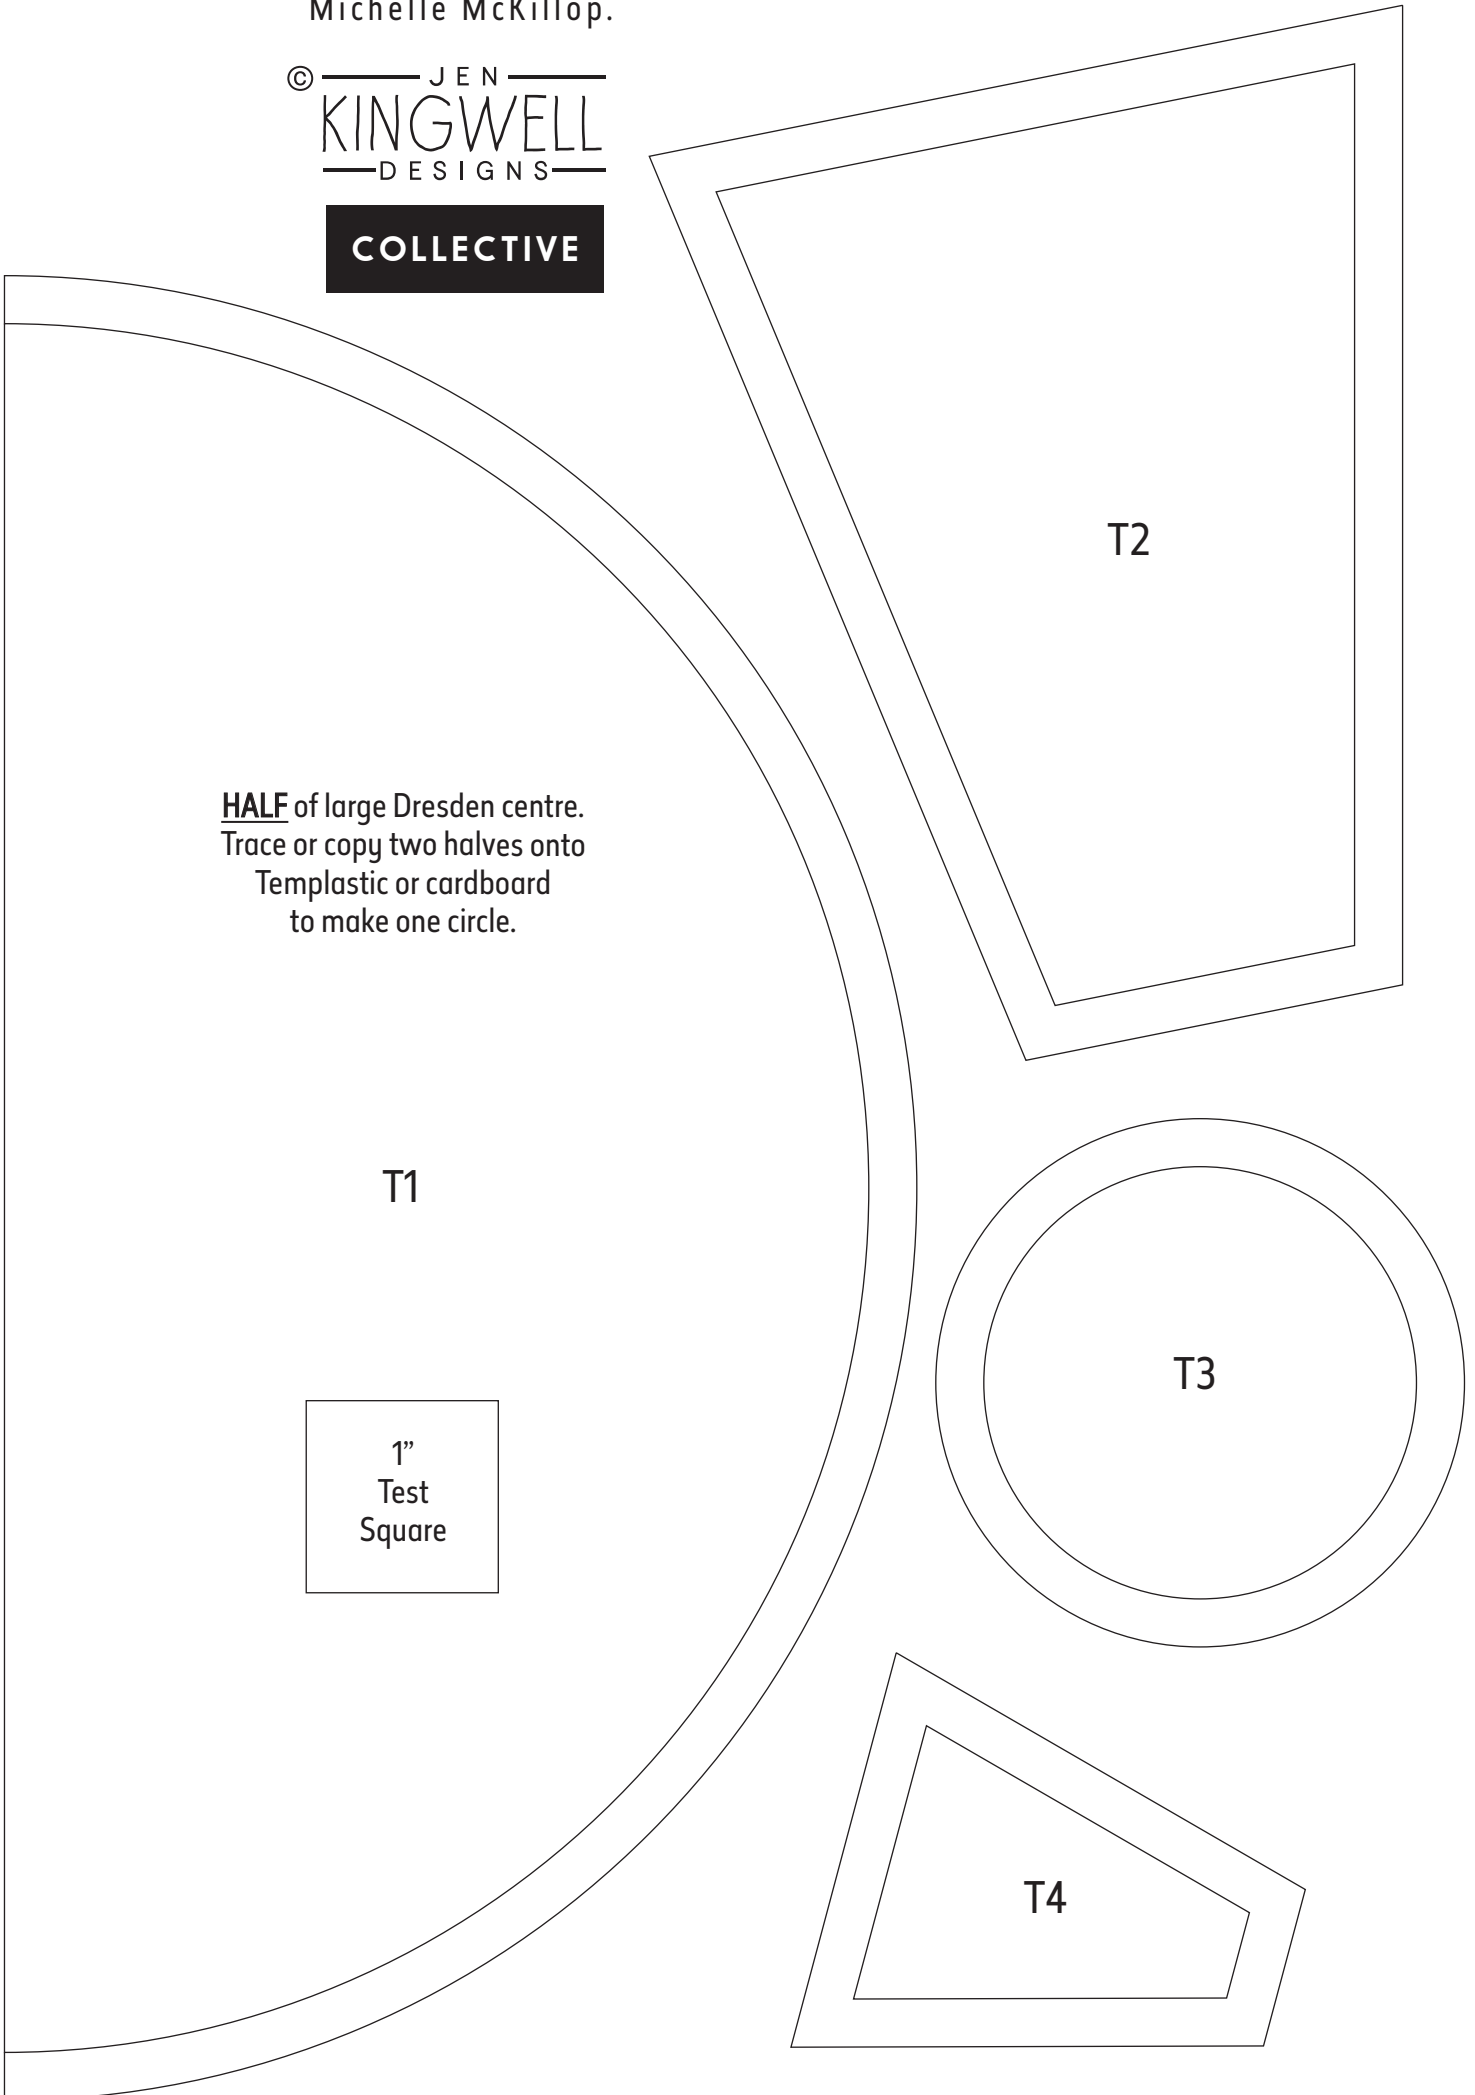 Michelle McKillop.
© JEN
KINGWELL
DESIGNS
COLLECTIVE
T2
HALF of large Dresden centre.
Trace or copy two halves onto
Templastic or cardboard
to make one circle.
T1
T3
1”
Test
Square
T4